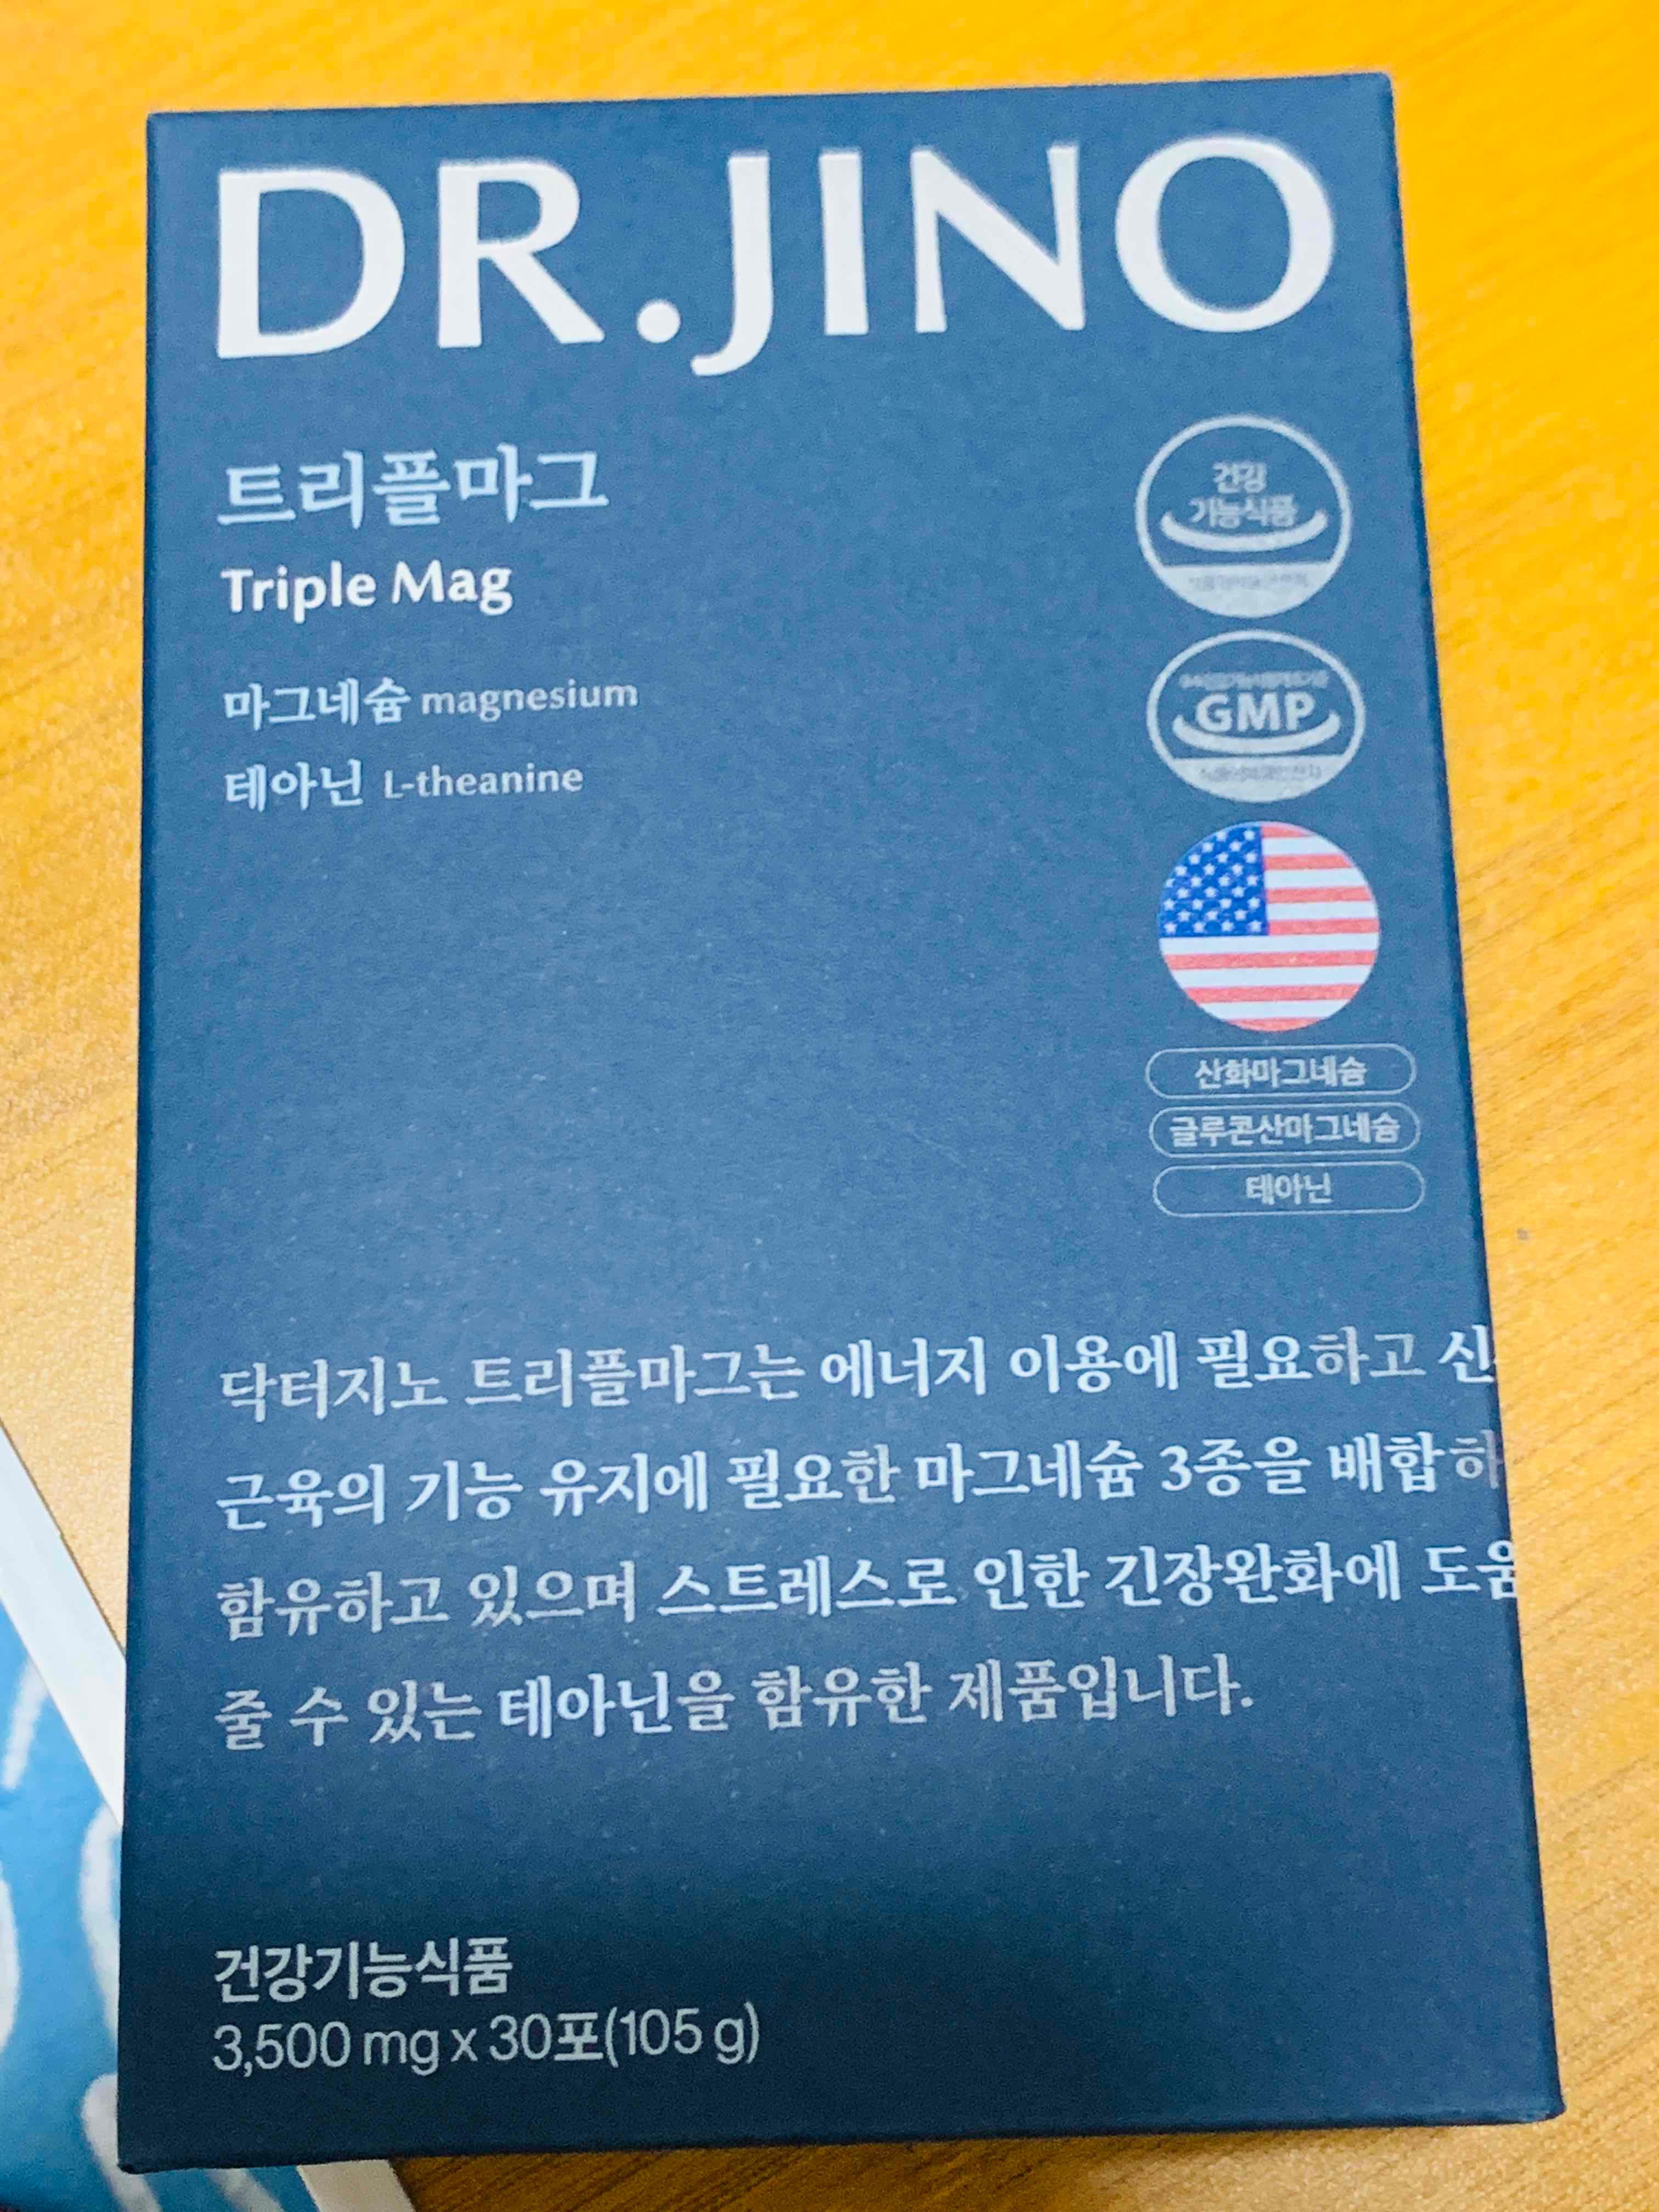 DR.JINO
트리플마그
Triple Mag
마그네슘 magnesium
테아닌 L-theanine
건강
기능식품
GMP
산화마그네슘
글루콘산마그네슘
테아닌
닥터지노 트리플마그는 에너지 이용에 필요하고 신
근육의 기능 유지에 필요한 마그네슘 3종을 배합하
함유하고 있으며 스트레스로 인한 긴장완화에 도움
줄 수 있는 테아닌을 함유한 제품입니다.
건강기능식품
3,500 mg x 30포(105 g)